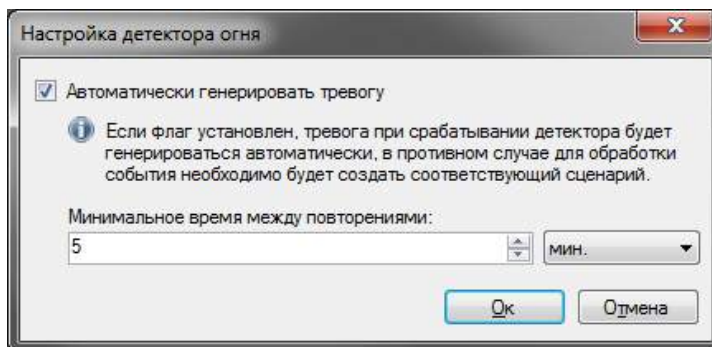 Настройка детектора огня
Автоматически генерировать тревогу
Если флаг установлен, тревога при срабатывании детектора будет
генерироваться автоматически, в противном случае для обработки
события необходимо будет создать соответствующий сценарий.
Минимальное время между повторениями:
5 мин.
Ок Отмена